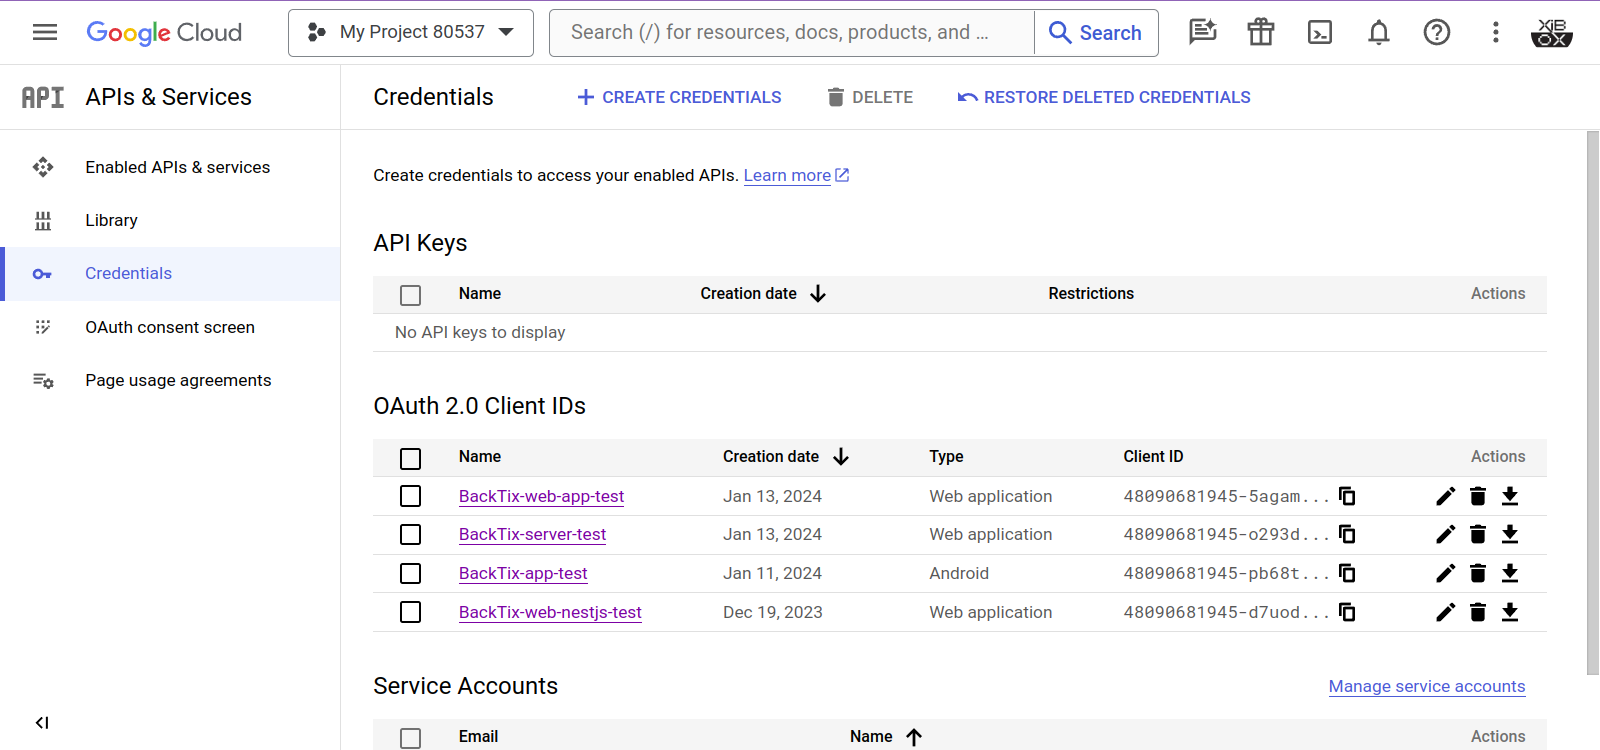 Google Cloud My Project 80537 Search (/) for resources, docs, products, and ... Search XIBOX
API APIs & Services Credentials CREATE CREDENTIALS DELETE RESTORE DELETED CREDENTIALS
Enabled APIs & services
Library
Credentials
OAuth consent screen
Page usage agreements
Create credentials to access your enabled APIs. Learn more
API Keys
Name Creation date Restrictions Actions
No API keys to display
OAuth 2.0 Client IDs
Name Creation date Type Client ID Actions
BackTix-web-app-test Jan 13, 2024 Web application 48090681945-5agam...
BackTix-server-test Jan 13, 2024 Web application 48090681945-o293d...
BackTix-app-test Jan 11, 2024 Android 48090681945-pb68t...
BackTix-web-nestjs-test Dec 19, 2023 Web application 48090681945-d7uod...
Service Accounts Manage service accounts
Email Name Actions